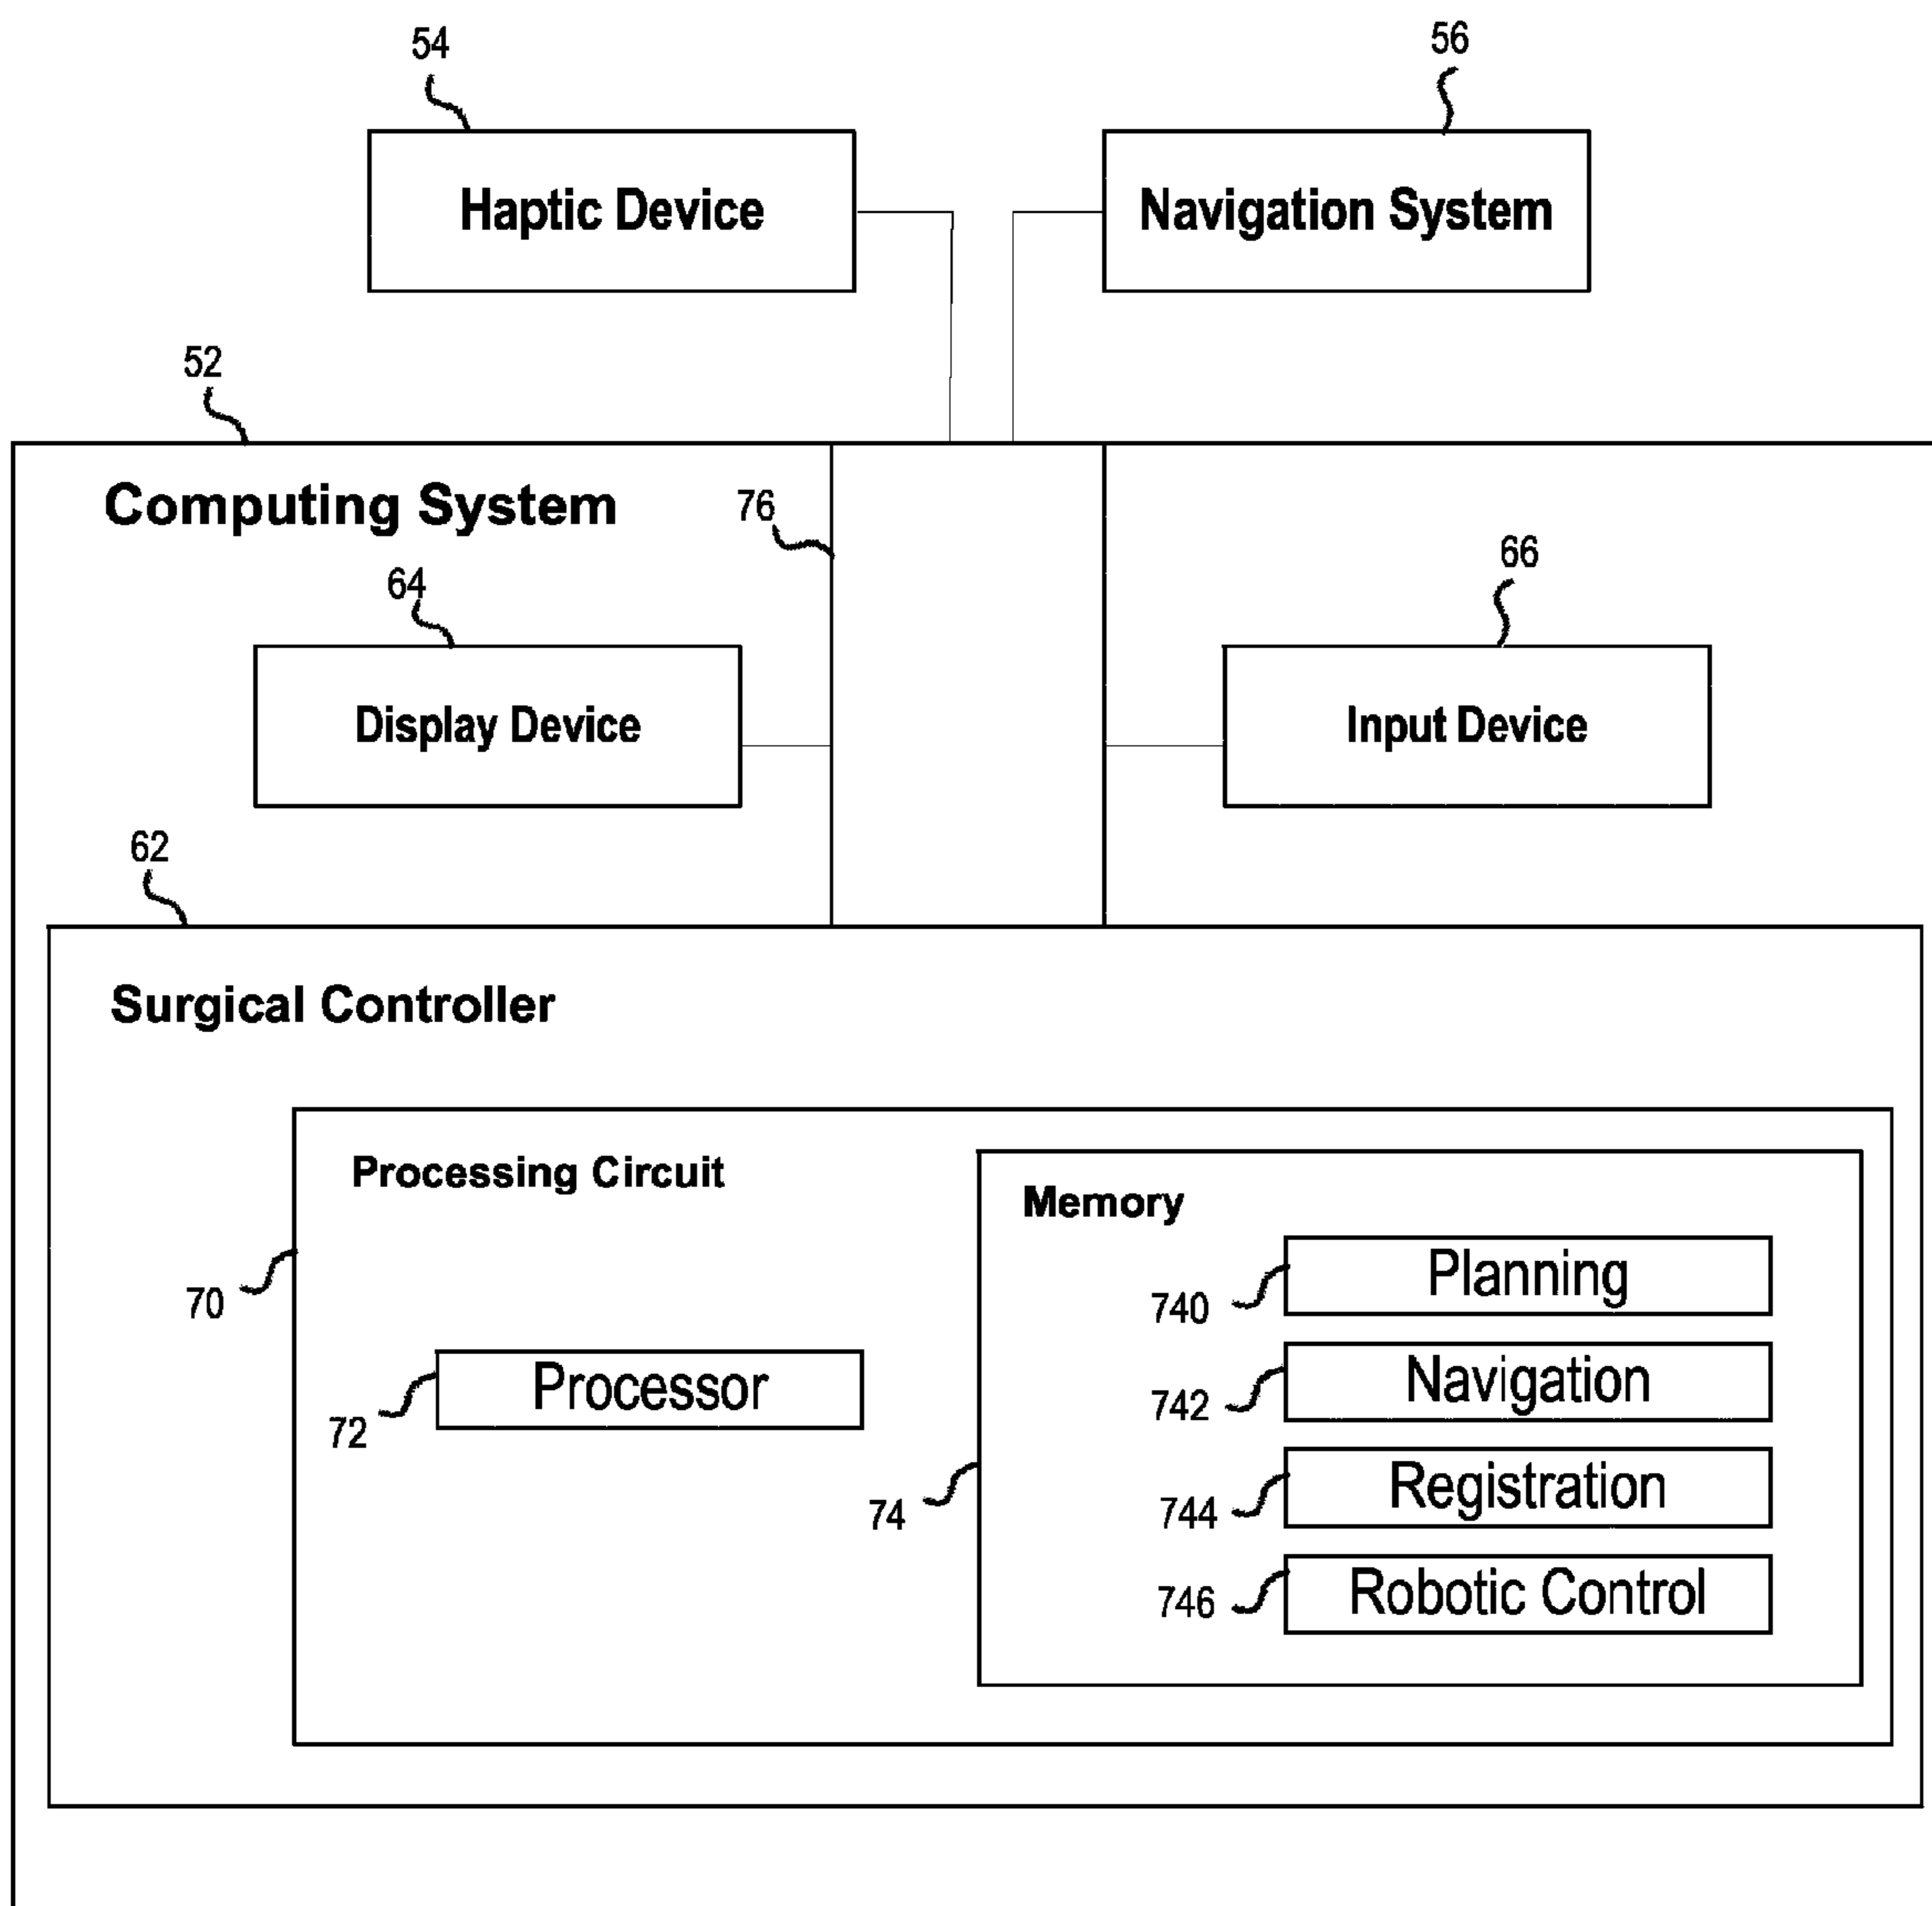 54
56
Haptic Device
Navigation System
52
Computing System
76
66
64
Display Device
Input Device
62
Surgical Controller
Processing Circuit
Memory
70
Planning
740
Processor
72
Navigation
742
74
Registration
744
Robotic Control
746